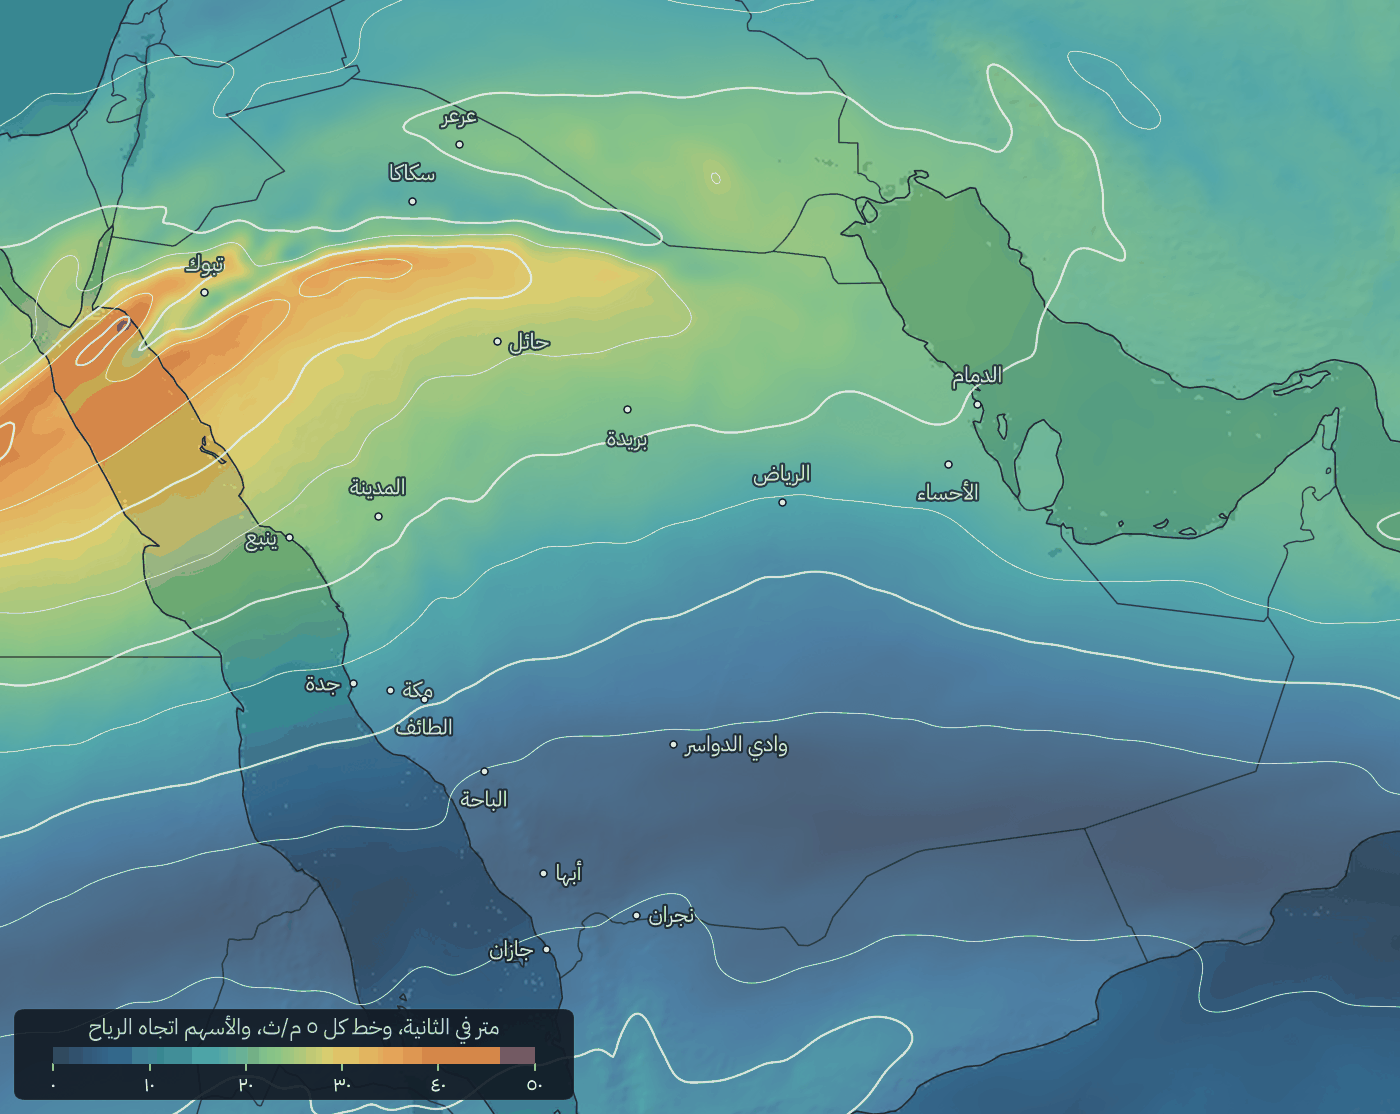 عرعر
سكاكا
تبوك
حائل
الدمام
بريدة
الرياض
الأحساء
المدينة
ينبع
جدة
مكة
الطائف
وادي الدواسر
الباحة
أبها
نجران
جازان
متر في الثانية، وخط كل ٥ م/ث، والأسهم اتجاه الرياح
٠ ١٠ ٢٠ ٣٠ ٤٠ ٥٠